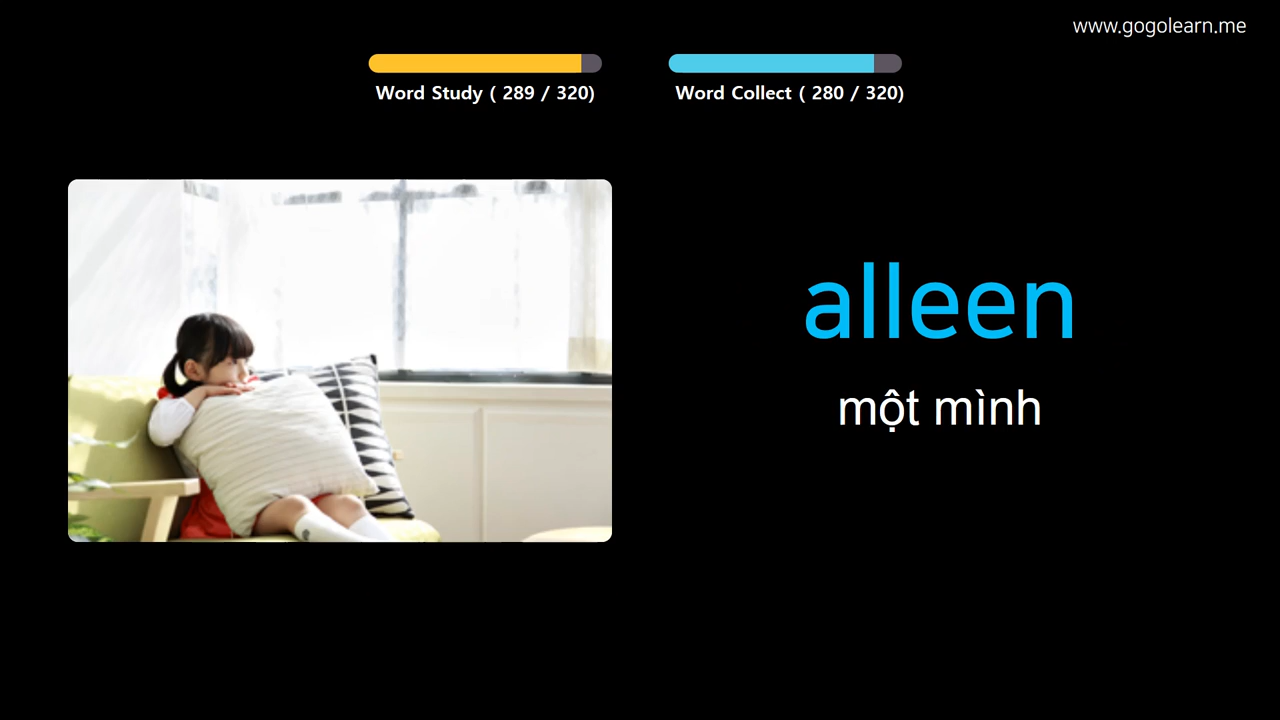 www.gogolearn.me
Word Study ( 289 / 320)
Word Collect ( 280 / 320)
alleen
một mình